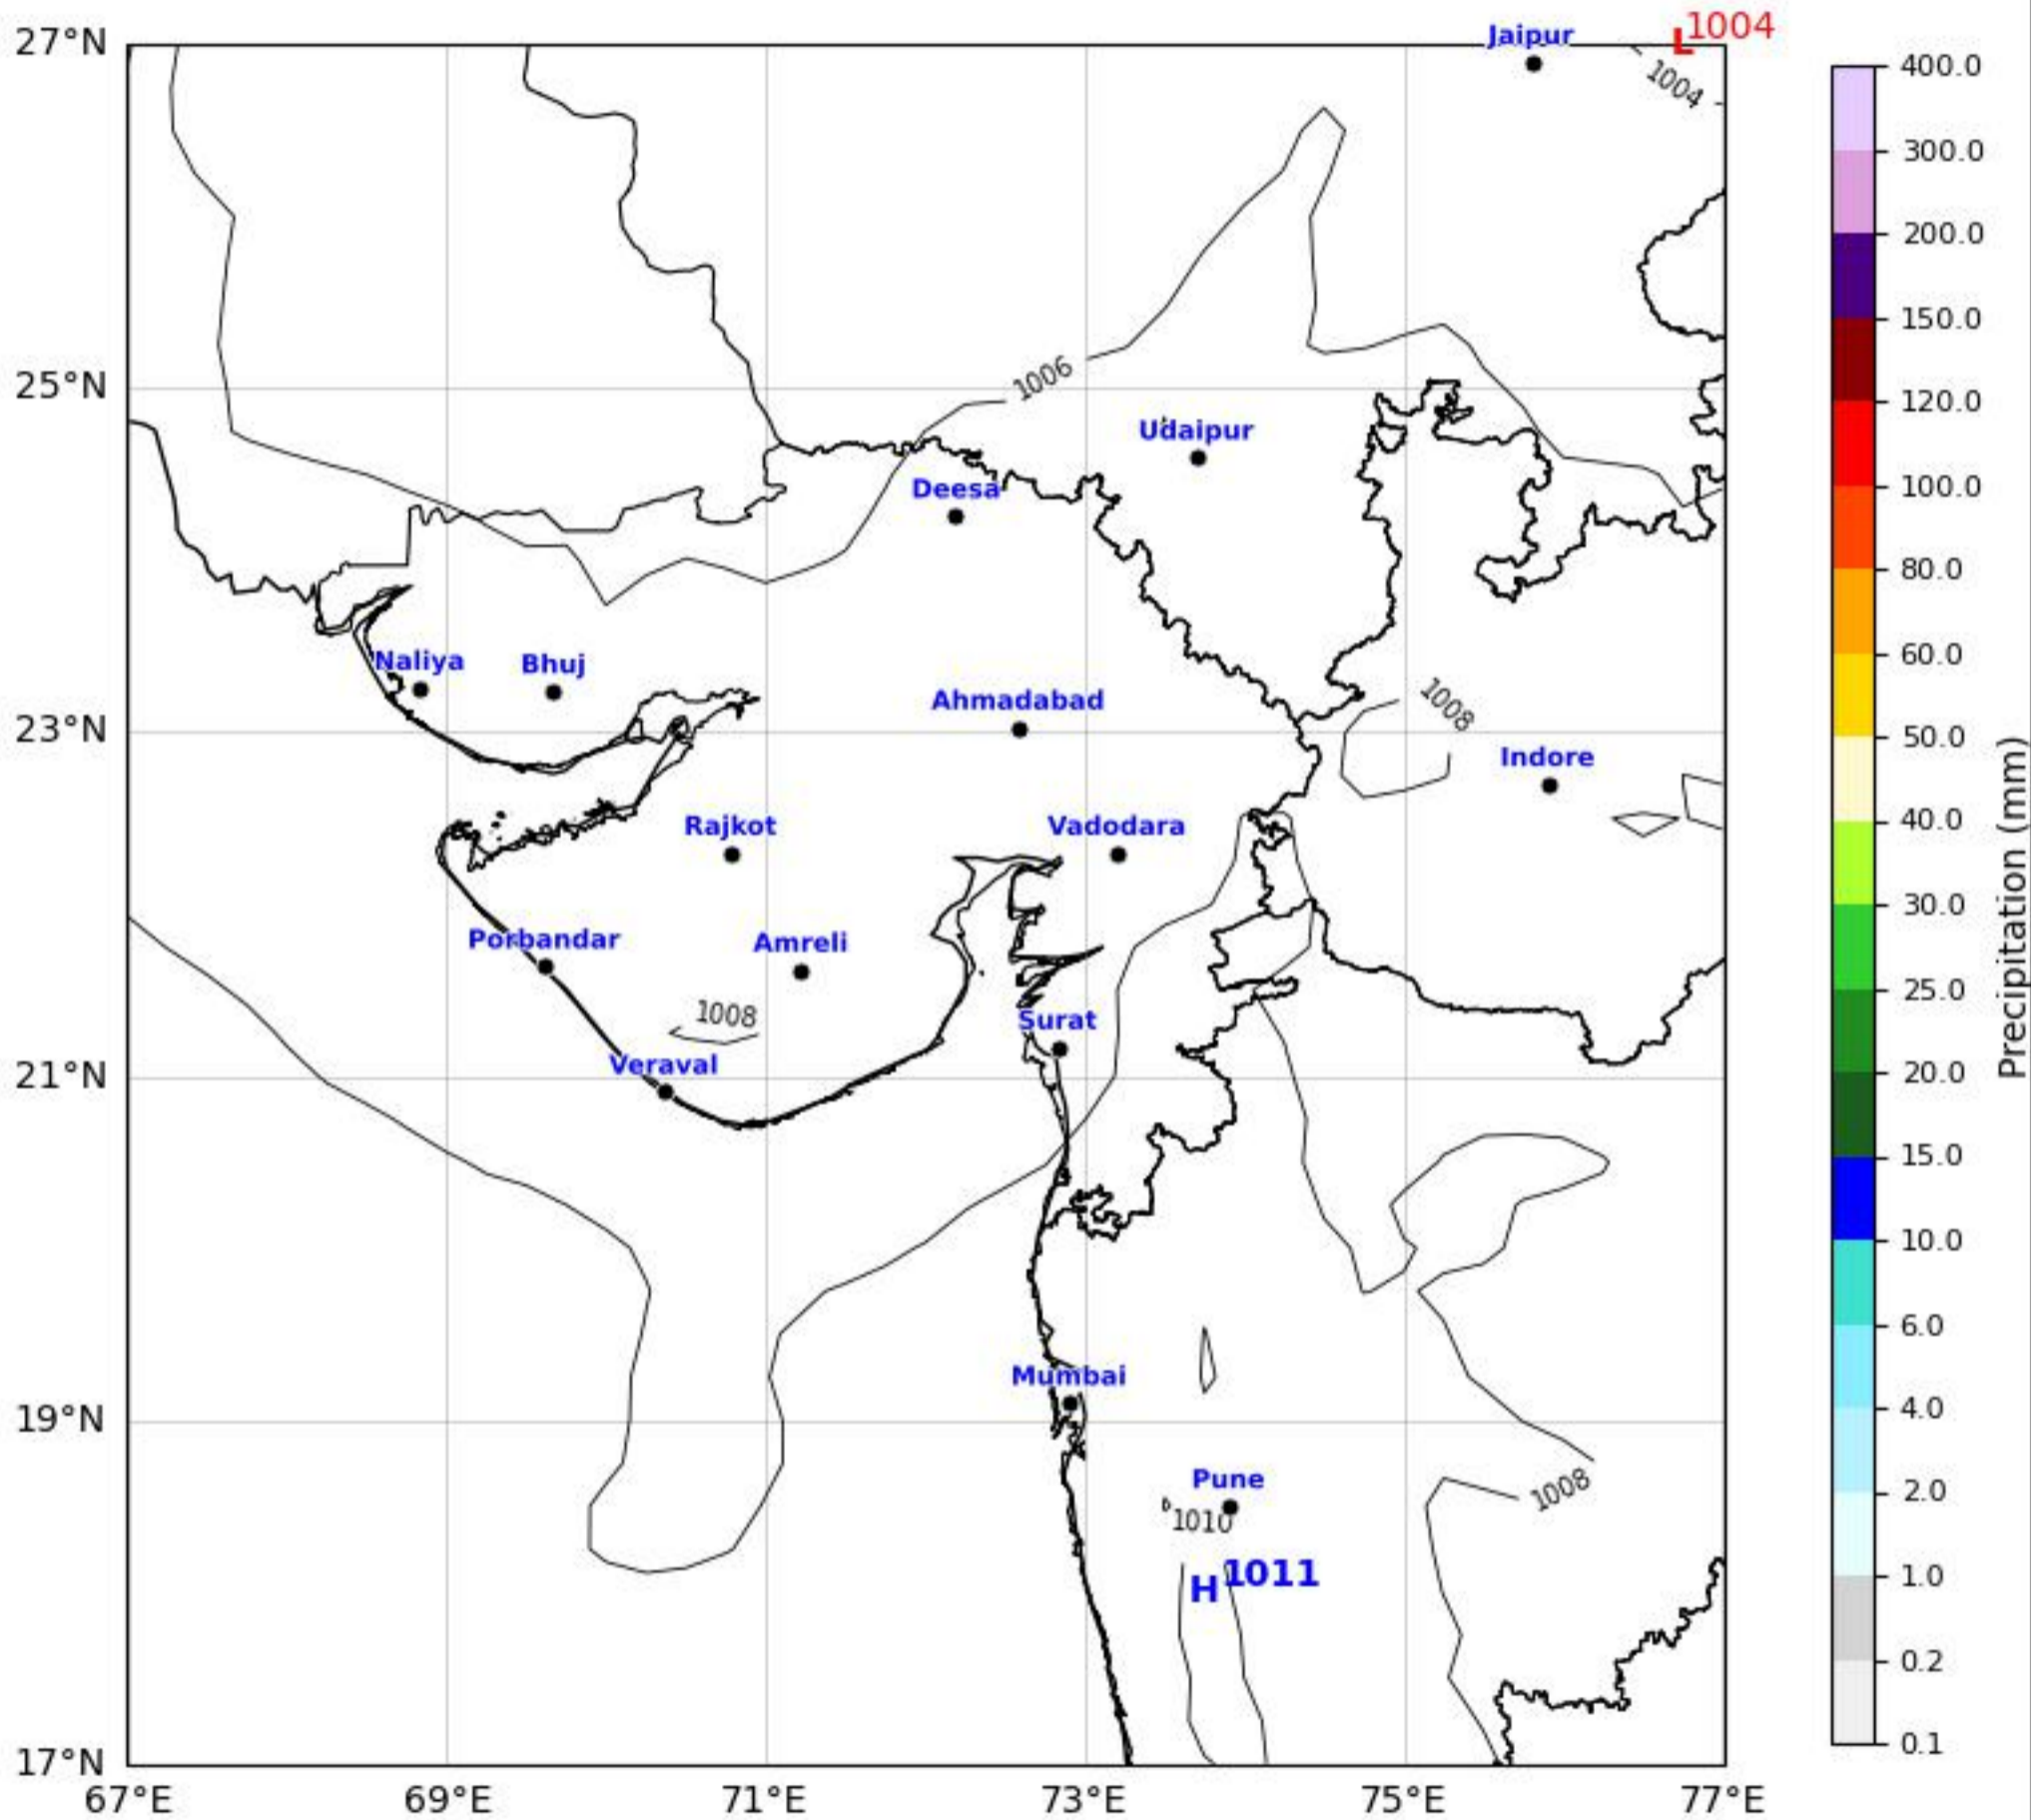 1004
Jaipur
L
27°N
1004
400.0
300.0
200.0
150.0
120.0
100.0
80.0
60.0
50.0
40.0
30.0
25.0
20.0
15.0
10.0
6.0
4.0
2.0
1.0
0.2
0.1
Precipitation (mm)
1006
25°N
Udaipur
Deesa
Naliya
Bhuj
Ahmadabad
1008
23°N
Indore
Rajkot
Vadodara
Porbandar
Amreli
1008
Surat
Veraval
21°N
Mumbai
19°N
Pune
1008
1010
H 1011
17°N
67°E
69°E
71°E
73°E
75°E
77°E